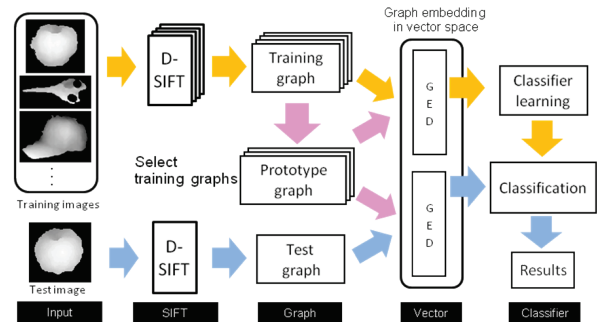 Graph embedding
in vector space
D-
SIFT
Training
graph
G
E
D
Classifier
learning
Select
training graphs
Prototype
graph
Training images
G
E
D
Classification
D-
SIFT
Test
graph
Results
Test image
Input
SIFT
Graph
Vector
Classifier